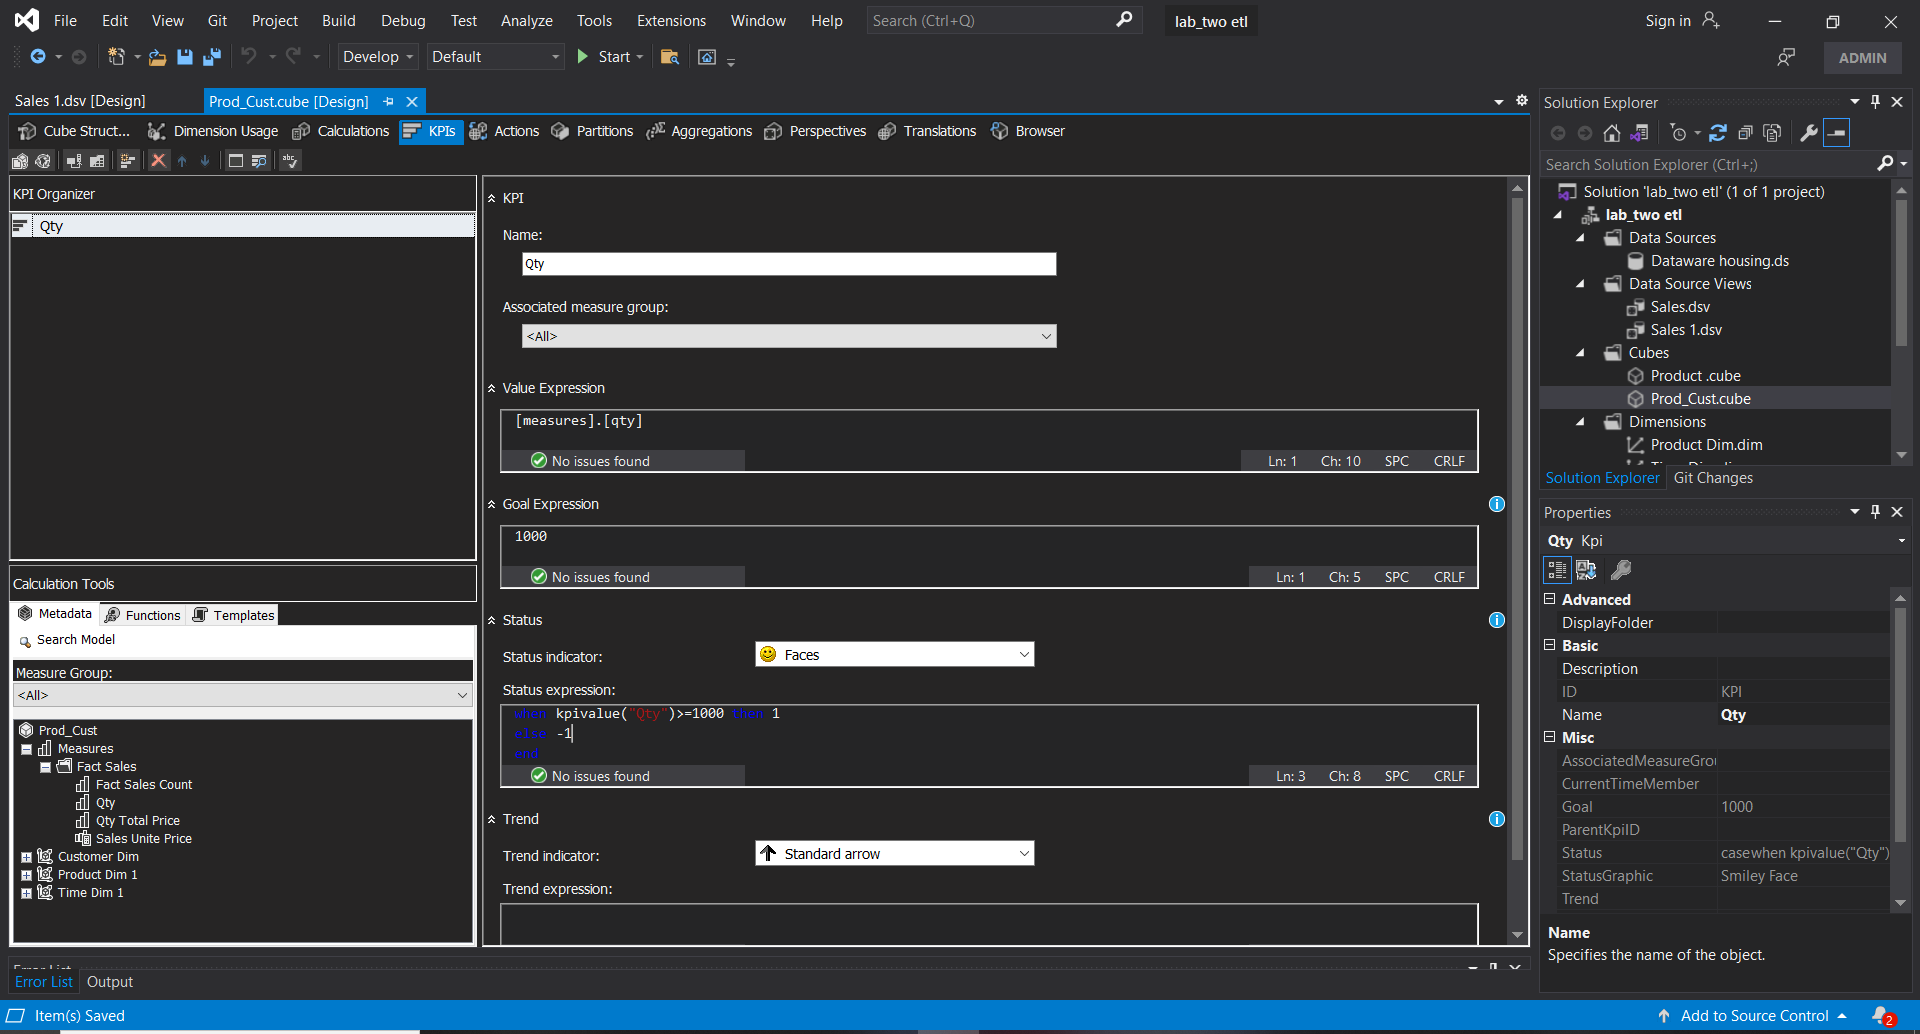 File Edit View Git Project Build Debug Test Analyze Tools Extensions Window Help Search (Ctrl+Q) lab_two etl Sign in
Develop Default Start ADMIN
Sales 1.dsv [Design] Prod_Cust.cube [Design]
Cube Struct... Dimension Usage Calculations KPIs Actions Partitions Aggregations Perspectives Translations Browser
KPI Organizer
Qty
Calculation Tools
Metadata Functions Templates
Search Model
Measure Group:
<All>
Prod_Cust
Measures
Fact Sales
Fact Sales Count
Qty
Qty Total Price
Sales Unite Price
Customer Dim
Product Dim 1
Time Dim 1
KPI
Name:
Qty
Associated measure group:
<All>
Value Expression
[measures].[qty]
No issues found Ln: 1 Ch: 10 SPC CRLF
Goal Expression
1000
No issues found Ln: 1 Ch: 5 SPC CRLF
Status
Status indicator: Faces
Status expression:
when kpivalue("Qty")>=1000 then 1
else -1
end
No issues found Ln: 3 Ch: 8 SPC CRLF
Trend
Trend indicator: Standard arrow
Trend expression:
Solution Explorer
Search Solution Explorer (Ctrl+;)
Solution 'lab_two etl' (1 of 1 project)
lab_two etl
Data Sources
Dataware housing.ds
Data Source Views
Sales.dsv
Sales 1.dsv
Cubes
Product .cube
Prod_Cust.cube
Dimensions
Product Dim.dim
Solution Explorer Git Changes
Properties
Qty Kpi
Advanced
DisplayFolder
Basic
Description
ID KPI
Name Qty
Misc
AssociatedMeasureGrou
CurrentTimeMember
Goal 1000
ParentKpiID
Status casewhen kpivalue("Qty")
StatusGraphic Smiley Face
Trend
Name
Specifies the name of the object.
Error List
Error List Output
Item(s) Saved Add to Source Control 2